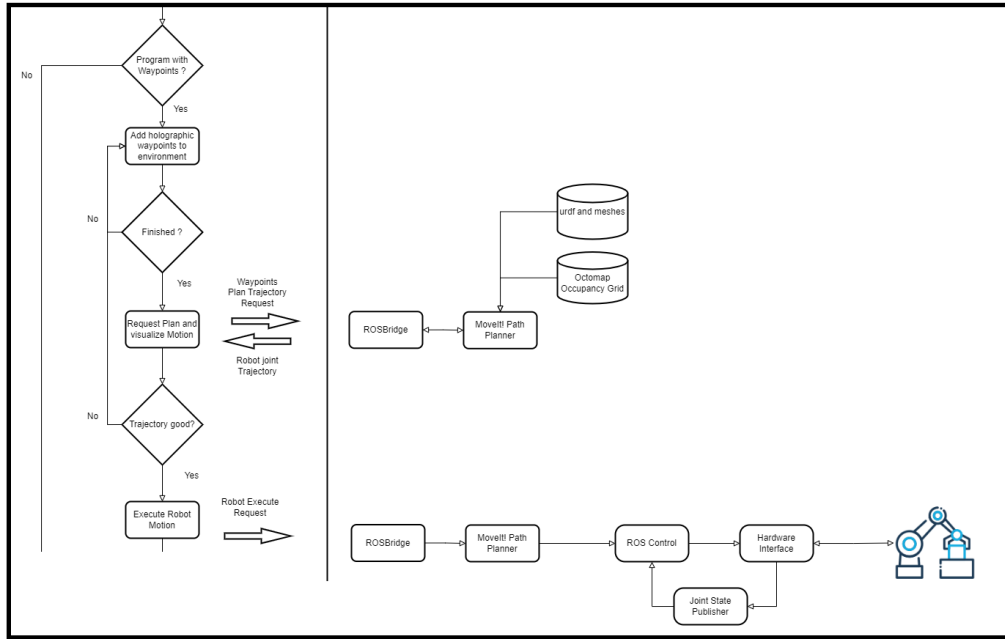 Program with
Waypoints ?
No
Yes
Add holographic
waypoints to
environment
No
Finished ?
Yes
Waypoints
Plan Trajectory
Request
Request Plan and
visualize Motion
Robot joint
Trajectory
No
Trajectory good?
Yes
Robot Execute
Request
Execute Robot
Motion
urdf and meshes
Octomap
Occupancy Grid
ROSBridge
MoveIt! Path
Planner
ROSBridge
MoveIt! Path
Planner
ROS Control
Hardware
Interface
Joint State
Publisher